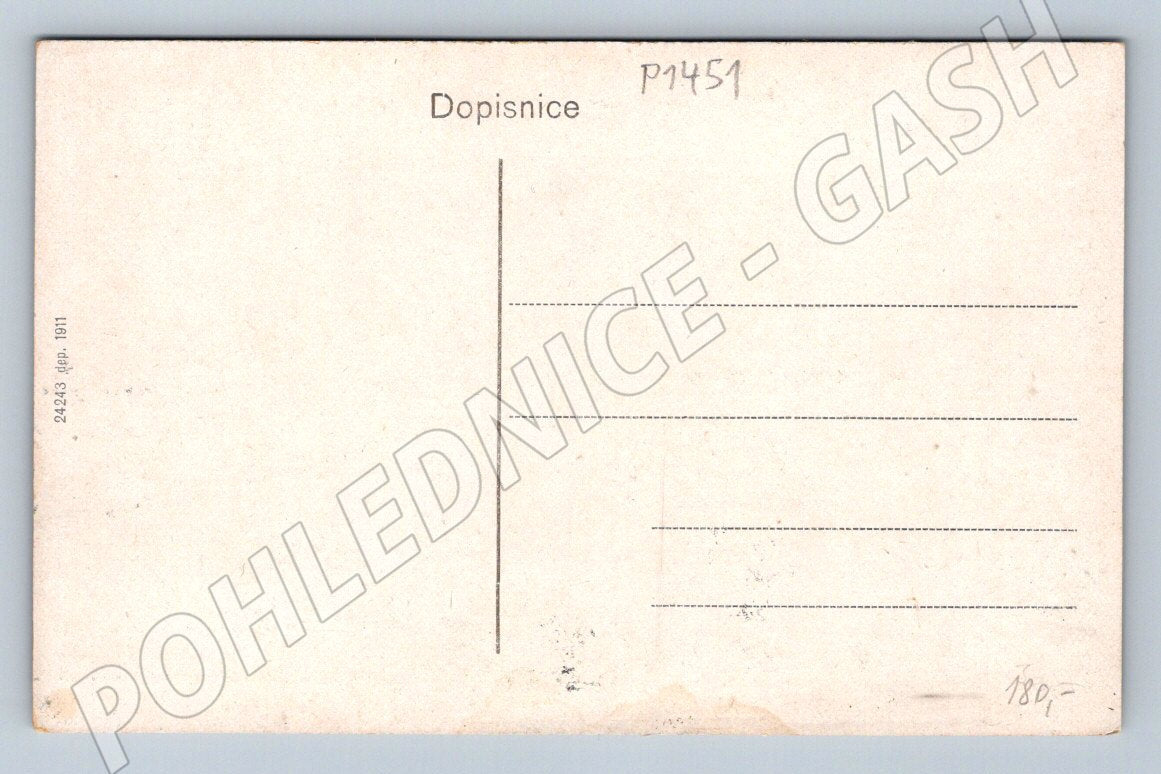 P1451
Dopisnice
24243 dep. 1911
180,-
POHLEDNICE - GASH